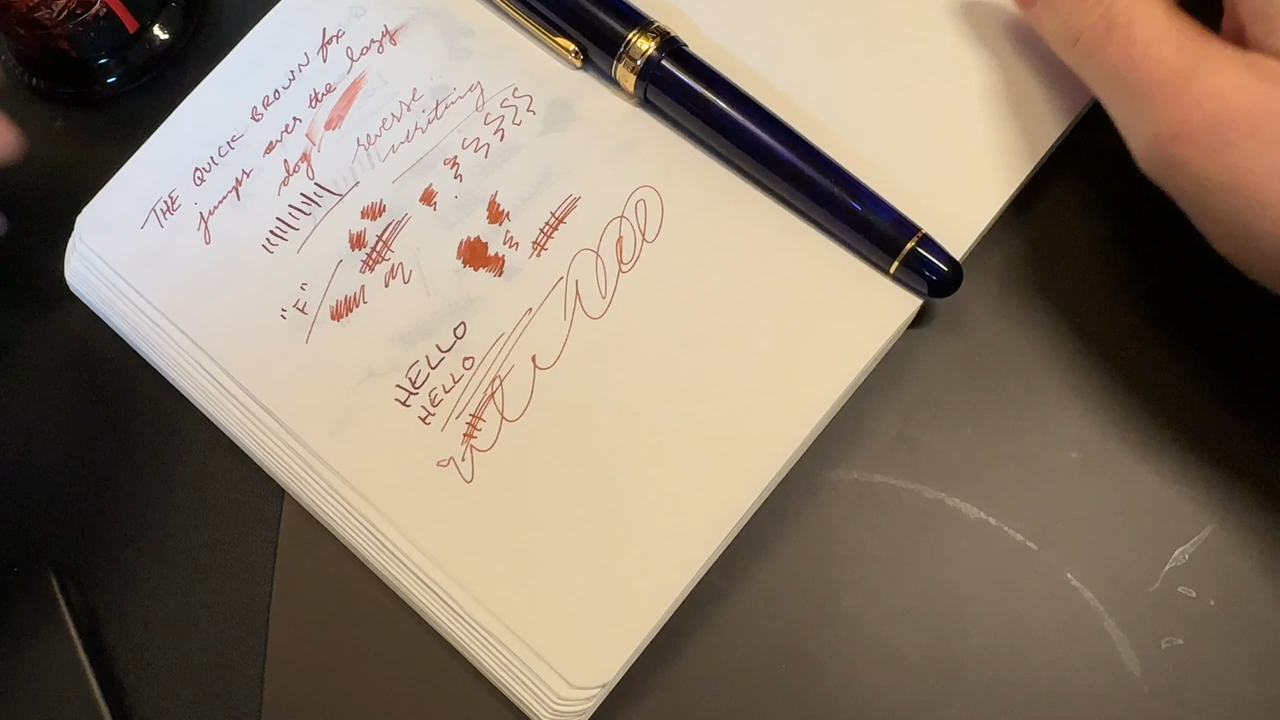 THE QUICK BROWN fox
jumps over the lazy
dog
reverse
writing
"F"
HELLO
HELLO